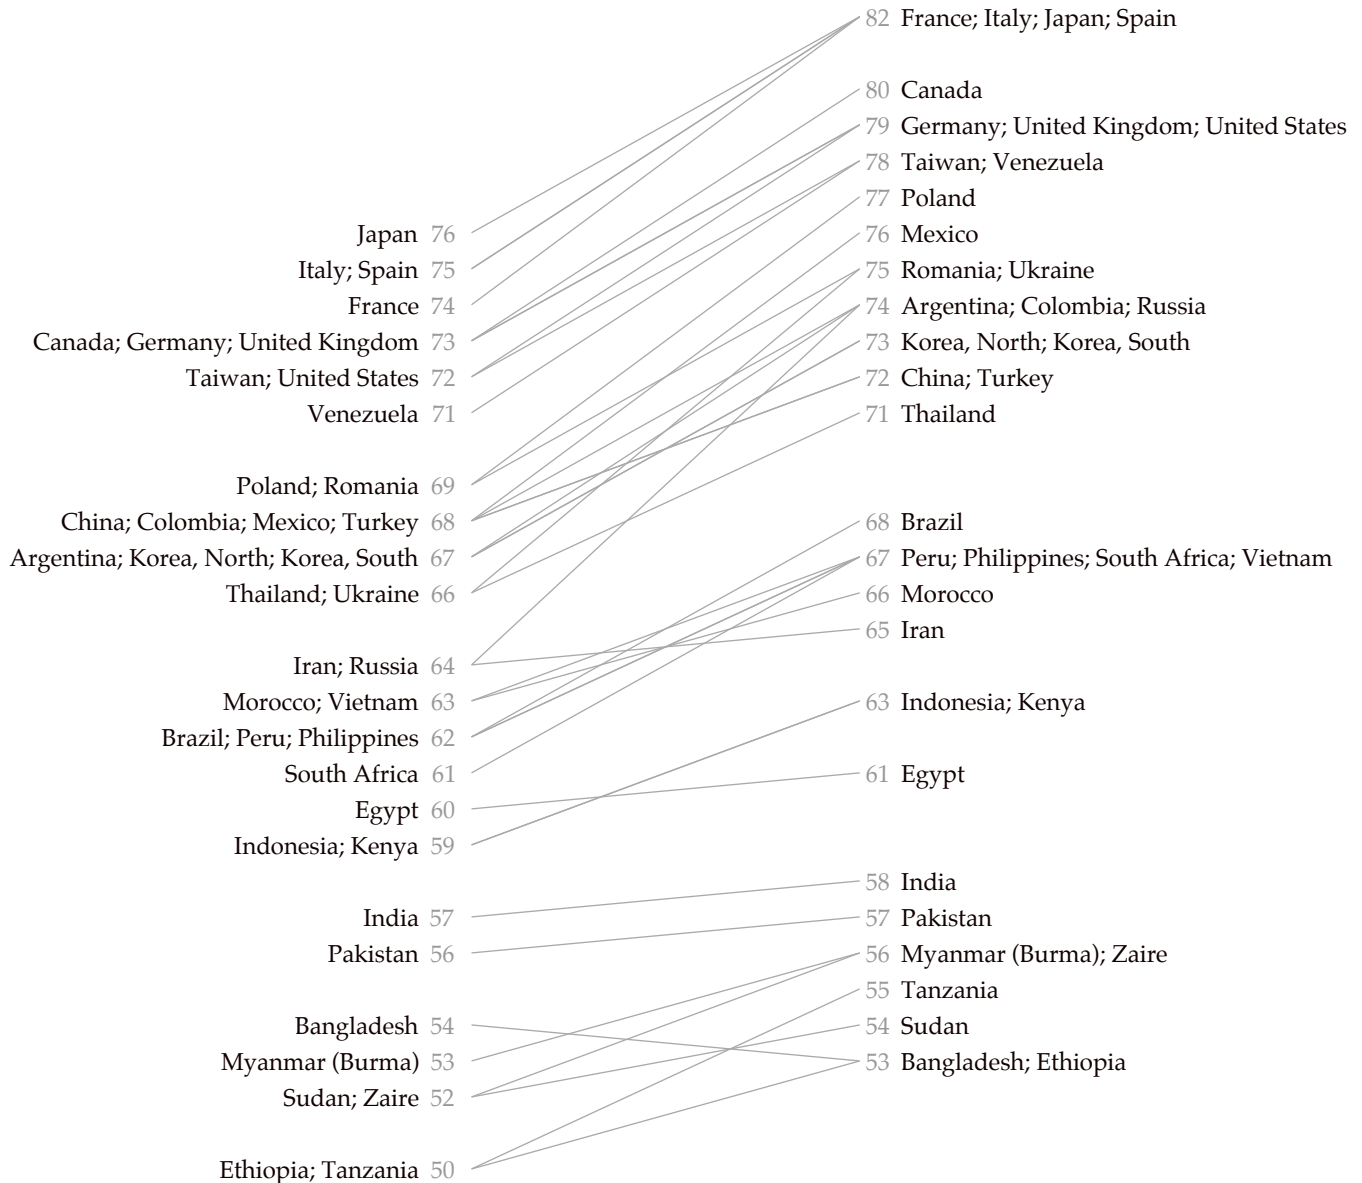 82 France; Italy; Japan; Spain
80 Canada
79 Germany; United Kingdom; United States
78 Taiwan; Venezuela
77 Poland
Japan 76
76 Mexico
Italy; Spain 75
75 Romania; Ukraine
France 74
74 Argentina; Colombia; Russia
Canada; Germany; United Kingdom 73
73 Korea, North; Korea, South
Taiwan; United States 72
72 China; Turkey
Venezuela 71
71 Thailand
Poland; Romania 69
China; Colombia; Mexico; Turkey 68
68 Brazil
Argentina; Korea, North; Korea, South 67
67 Peru; Philippines; South Africa; Vietnam
Thailand; Ukraine 66
66 Morocco
65 Iran
Iran; Russia 64
Morocco; Vietnam 63
63 Indonesia; Kenya
Brazil; Peru; Philippines 62
South Africa 61
61 Egypt
Egypt 60
Indonesia; Kenya 59
58 India
India 57
57 Pakistan
Pakistan 56
56 Myanmar (Burma); Zaire
55 Tanzania
Bangladesh 54
54 Sudan
Myanmar (Burma) 53
53 Bangladesh; Ethiopia
Sudan; Zaire 52
Ethiopia; Tanzania 50